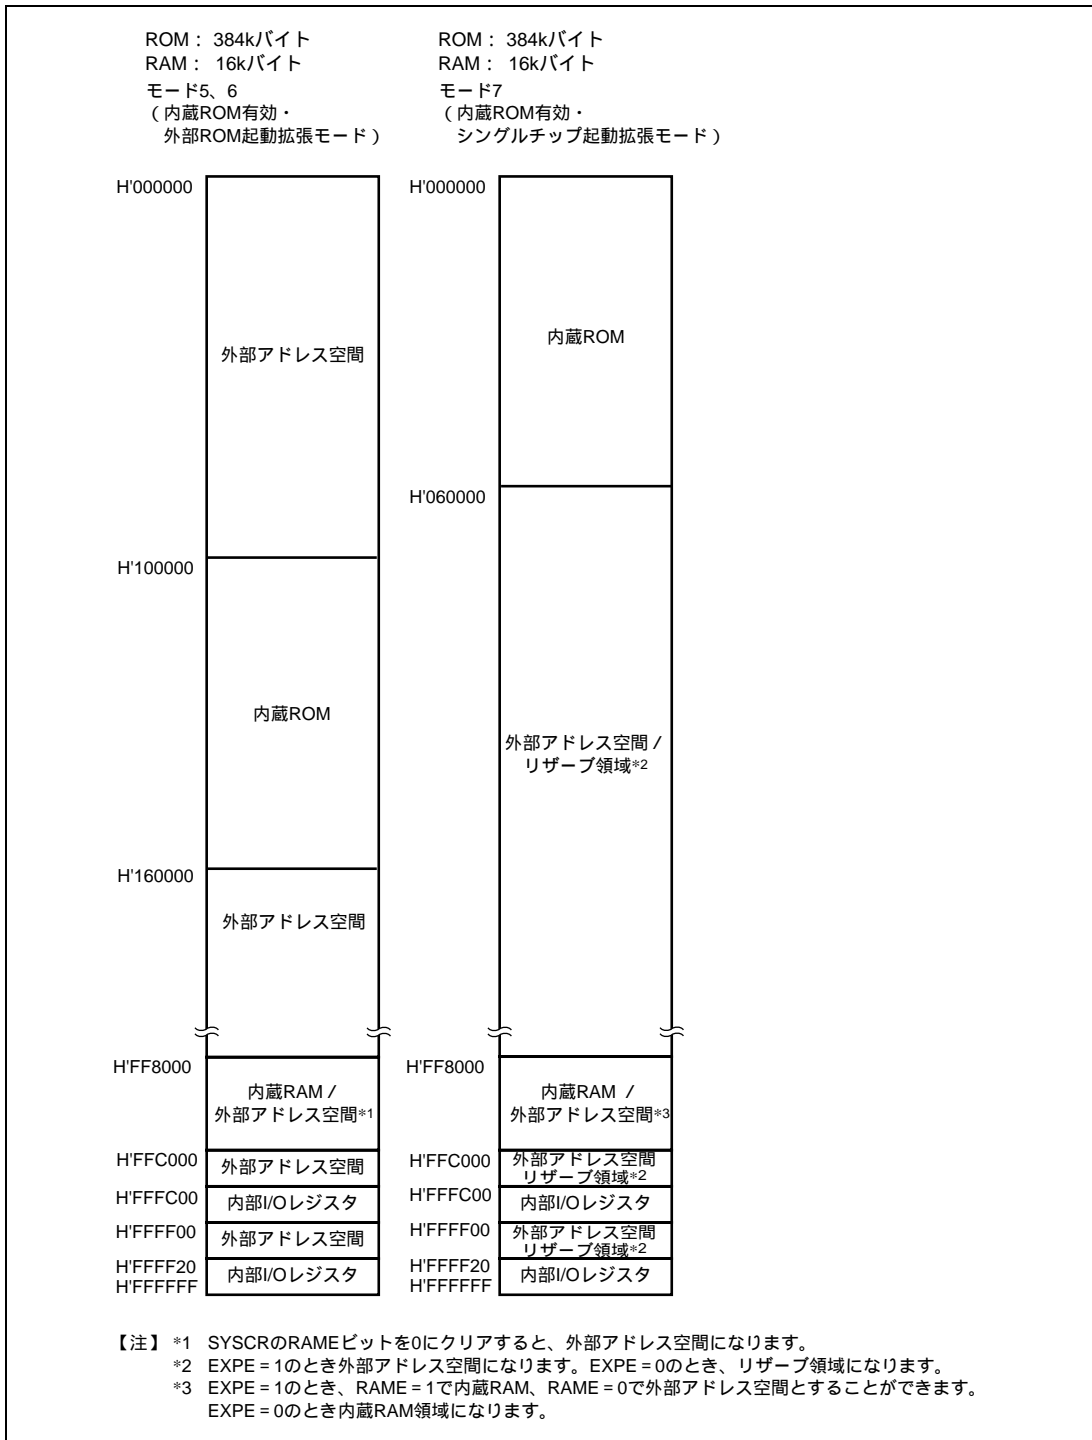 ROM： 384kバイト
RAM： 16kバイト
モード5、6
（内蔵ROM有効・
外部ROM起動拡張モード）
H'000000
外部アドレス空間
H'100000
内蔵ROM
H'160000
外部アドレス空間
H'FF8000
内蔵RAM /
外部アドレス空間*1
H'FFC000
外部アドレス空間
H'FFFC00
内部I/Oレジスタ
H'FFFF00
外部アドレス空間
H'FFFF20
内部I/Oレジスタ
H'FFFFFF
ROM： 384kバイト
RAM： 16kバイト
モード7
（内蔵ROM有効・
シングルチップ起動拡張モード）
H'000000
内蔵ROM
H'060000
外部アドレス空間 /
リザーブ領域*2
H'FF8000
内蔵RAM /
外部アドレス空間*3
H'FFC000
外部アドレス空間
リザーブ領域*2
H'FFFC00
内部I/Oレジスタ
H'FFFF00
外部アドレス空間
リザーブ領域*2
H'FFFF20
内部I/Oレジスタ
H'FFFFFF
【注】 *1 SYSCRのRAMEビットを0にクリアすると、外部アドレス空間になります。
*2 EXPE = 1のとき外部アドレス空間になります。EXPE = 0のとき、リザーブ領域になります。
*3 EXPE = 1のとき、RAME = 1で内蔵RAM、RAME = 0で外部アドレス空間とすることができます。
EXPE = 0のとき内蔵RAM領域になります。